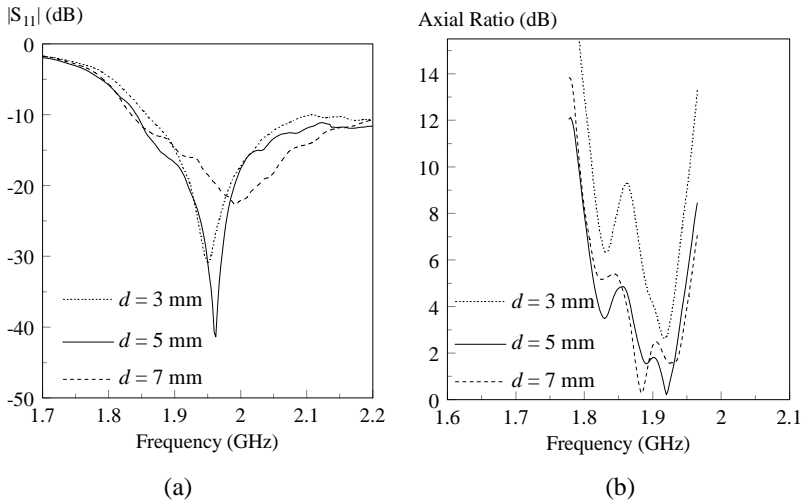 |S11| (dB)
0
-10
-20
-30
-40
-50
d = 3 mm
d = 5 mm
d = 7 mm
1.7 1.8 1.9 2 2.1 2.2
Frequency (GHz)
(a)
Axial Ratio (dB)
14
12
10
8
6
4
2
0
d = 3 mm
d = 5 mm
d = 7 mm
1.6 1.7 1.8 1.9 2 2.1
Frequency (GHz)
(b)